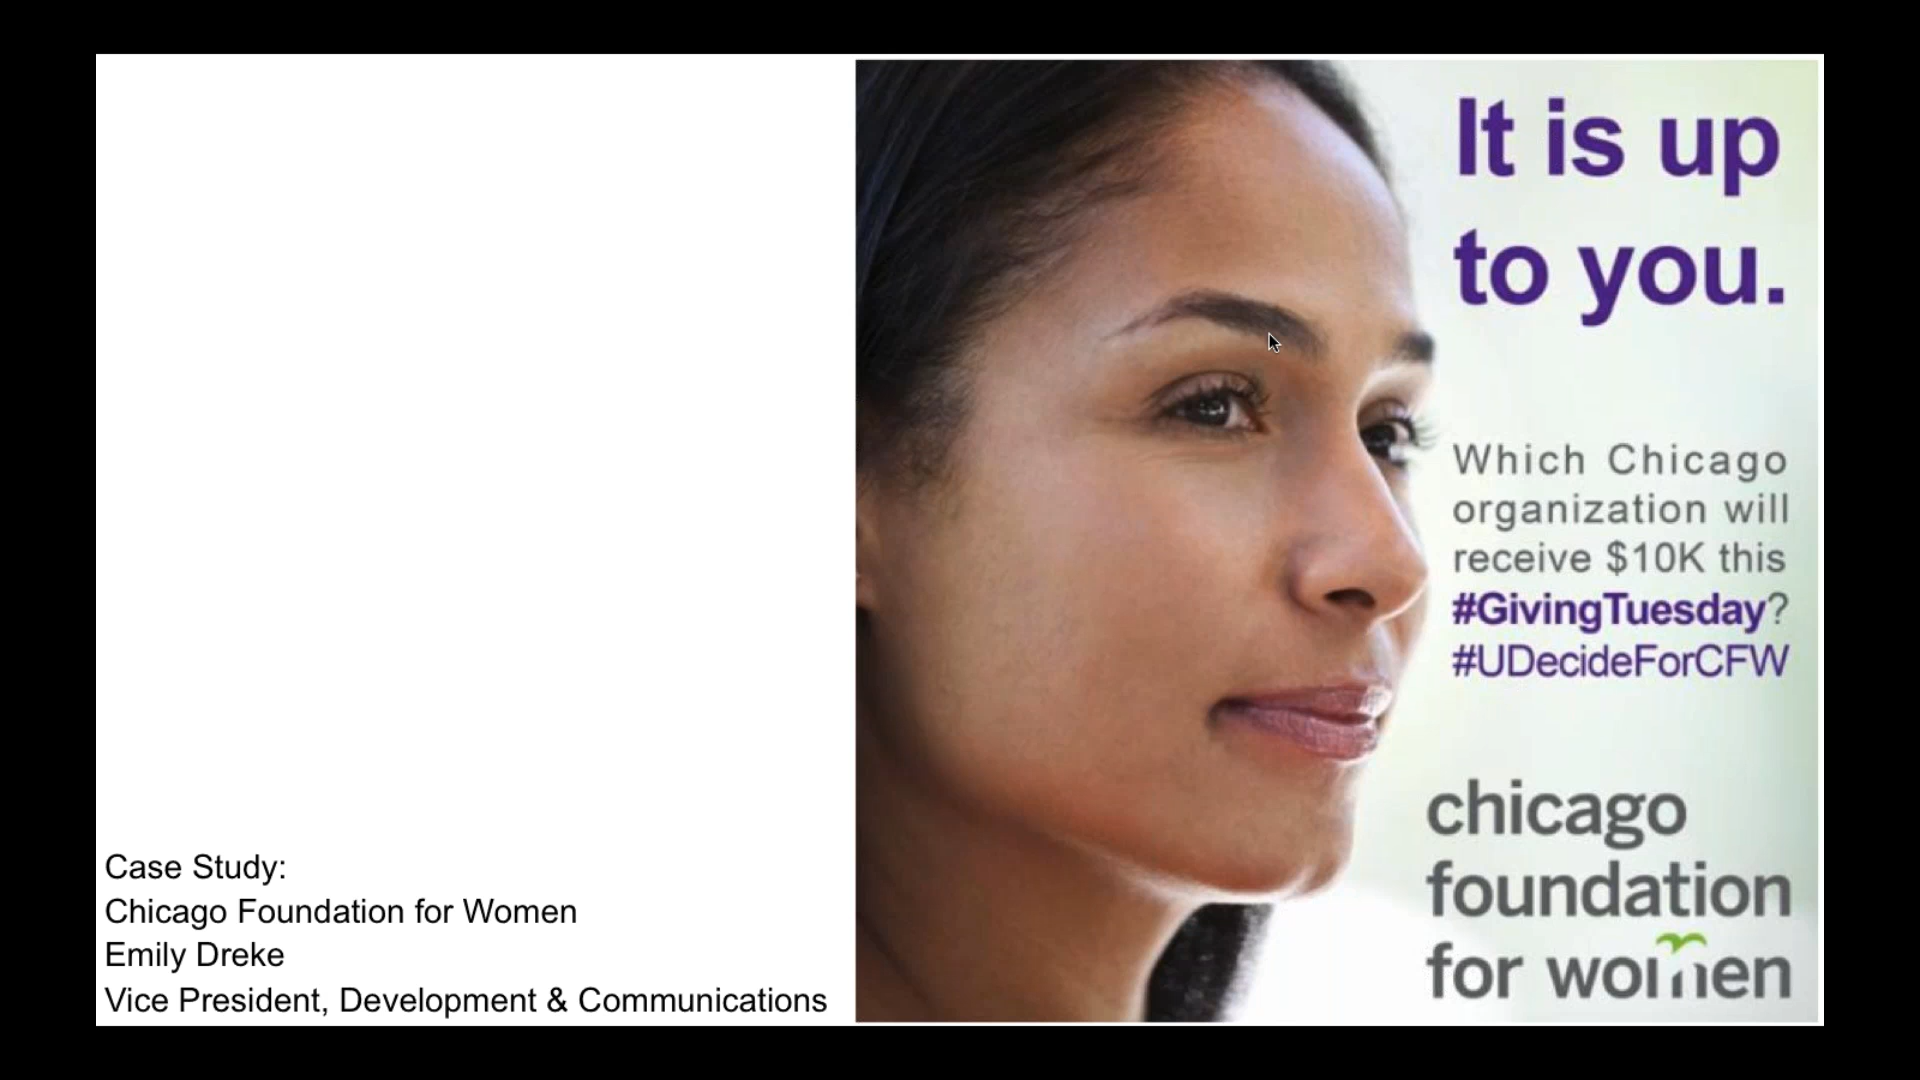 It is up
to you.
Which Chicago
organization will
receive $10K this
#GivingTuesday?
#UDecideForCFW
chicago
foundation
for women
Case Study:
Chicago Foundation for Women
Emily Dreke
Vice President, Development & Communications